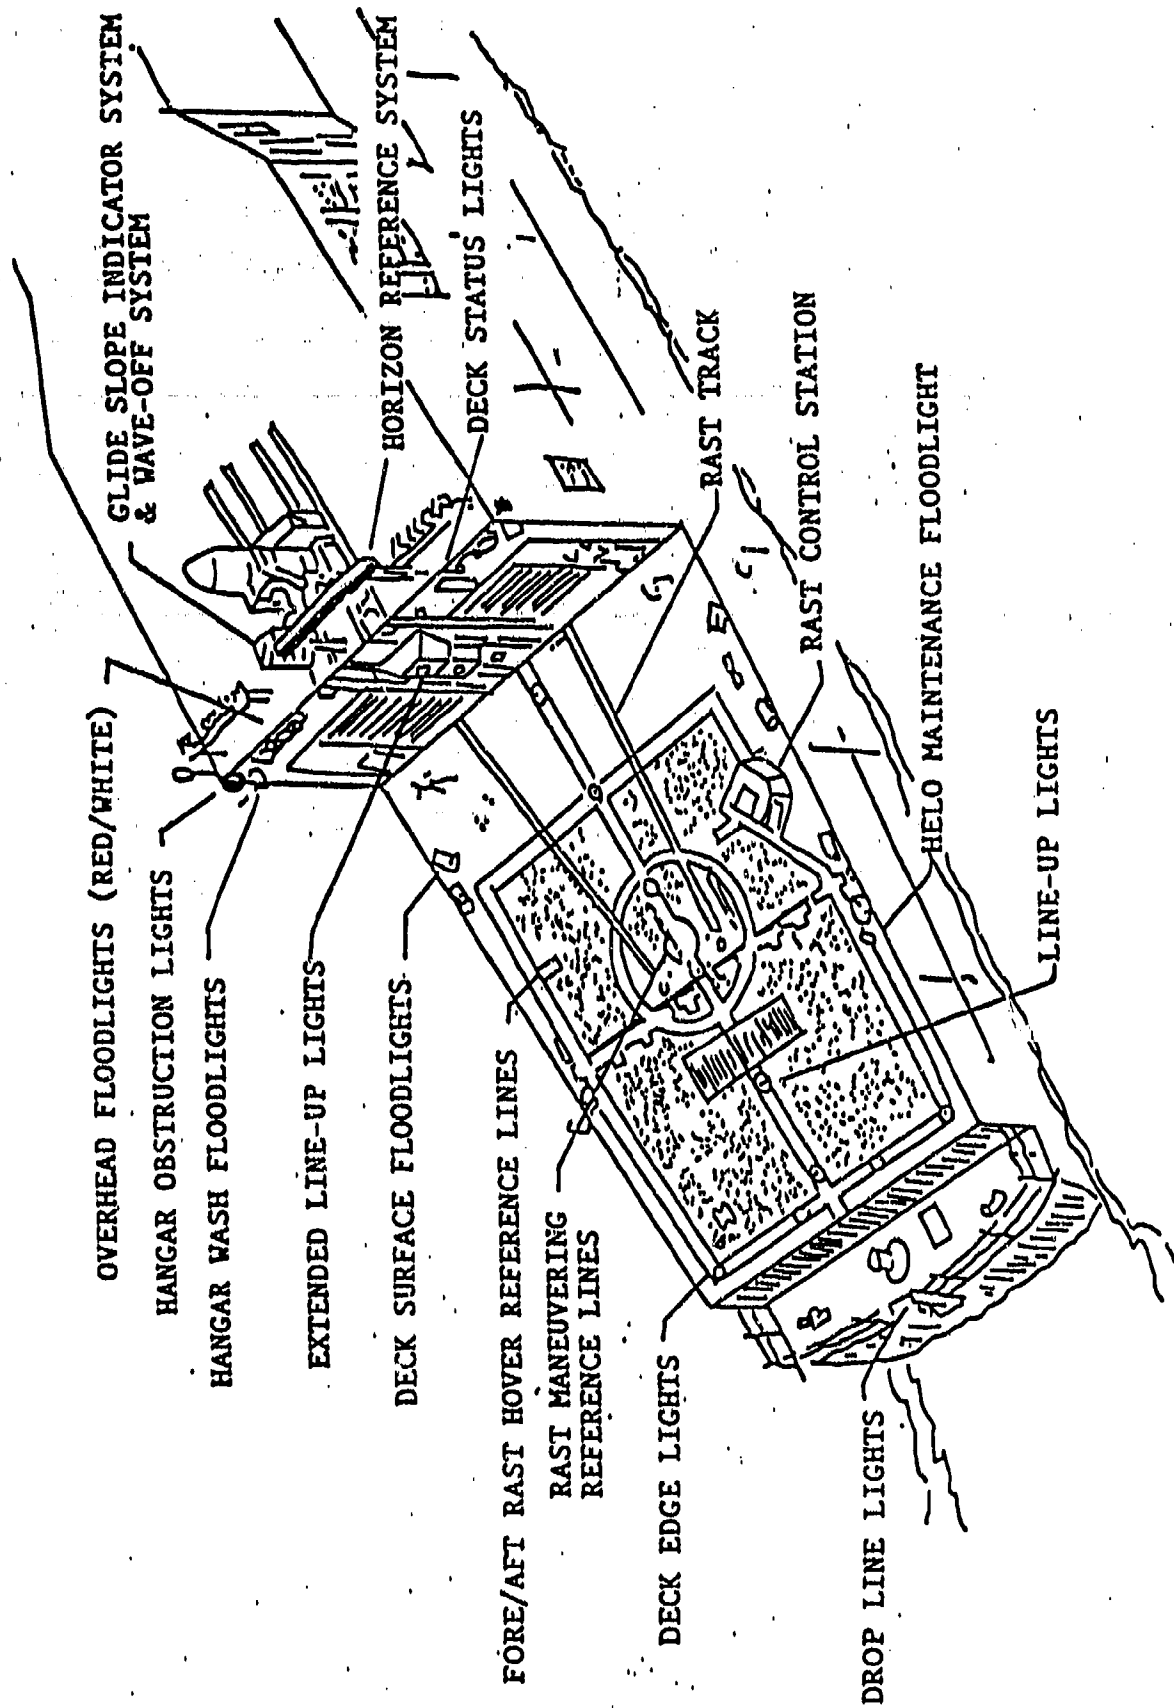 OVERHEAD FLOODLIGHTS (RED/WHITE)
HANGAR OBSTRUCTION LIGHTS
HANGAR WASH FLOODLIGHTS
EXTENDED LINE-UP LIGHTS
DECK SURFACE FLOODLIGHTS
FORE/AFT RAST HOVER REFERENCE LINES
RAST MANEUVERING
REFERENCE LINES
DECK EDGE LIGHTS
DROP LINE LIGHTS
GLIDE SLOPE INDICATOR SYSTEM
& WAVE-OFF SYSTEM
HORIZON REFERENCE SYSTEM
DECK STATUS LIGHTS
RAST TRACK
RAST CONTROL STATION
HELO MAINTENANCE FLOODLIGHT
LINE-UP LIGHTS